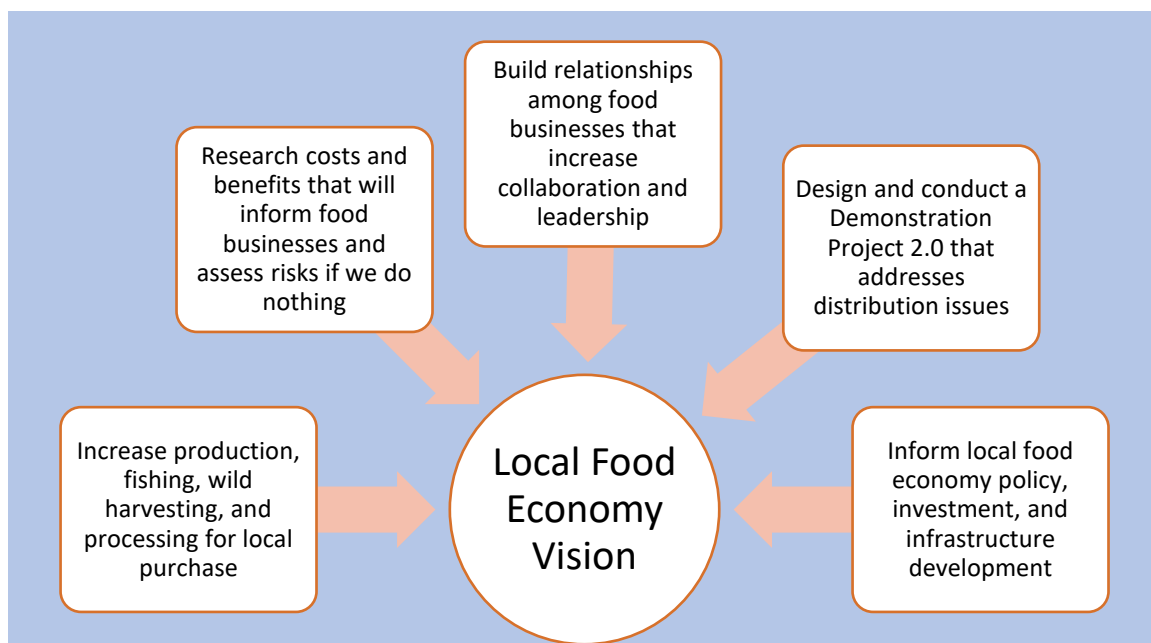 Build relationships
among food
businesses that
increase
collaboration and
leadership
Research costs and
benefits that will
inform food
businesses and
assess risks if we do
nothing
Design and conduct a
Demonstration
Project 2.0 that
addresses
distribution issues
Increase production,
fishing, wild
harvesting, and
processing for local
purchase
Local Food
Economy
Vision
Inform local food
economy policy,
investment, and
infrastructure
development